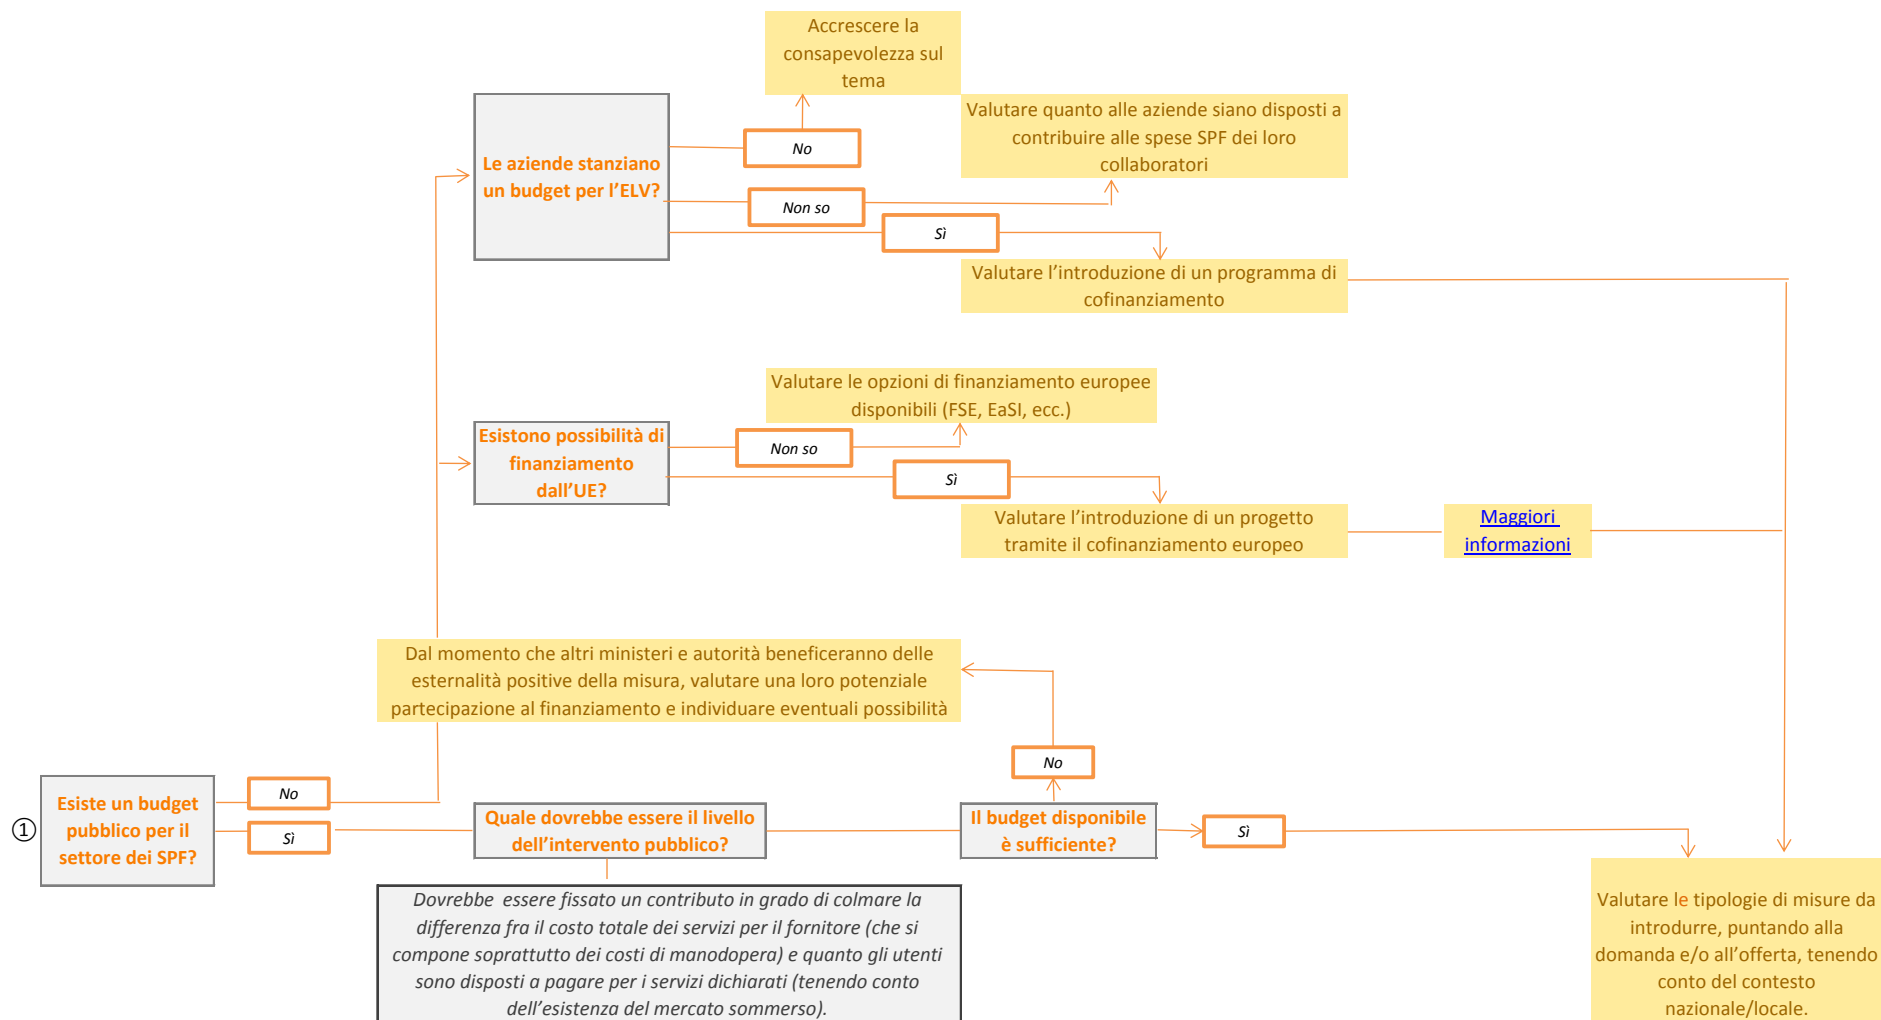 Accrescere la
consapevolezza sul
tema
Le aziende stanziano
un budget per l'ELV?
No
Valutare quanto alle aziende siano disposti a
contribuire alle spese SPF dei loro
collaboratori
Non so
Sì
Valutare l'introduzione di un programma di
cofinanziamento
Valutare le opzioni di finanziamento europee
disponibili (FSE, EaSI, ecc.)
Esistono possibilità di
finanziamento
dall'UE?
Non so
Sì
Valutare l'introduzione di un progetto
tramite il cofinanziamento europeo
Maggiori
informazioni
Dal momento che altri ministeri e autorità beneficeranno delle
esternalità positive della misura, valutare una loro potenziale
partecipazione al finanziamento e individuare eventuali possibilità
No
①
Esiste un budget
pubblico per il
settore dei SPF?
No
Sì
Quale dovrebbe essere il livello
dell'intervento pubblico?
Il budget disponibile
è sufficiente?
Sì
Dovrebbe essere fissato un contributo in grado di colmare la
differenza fra il costo totale dei servizi per il fornitore (che si
compone soprattutto dei costi di manodopera) e quanto gli utenti
sono disposti a pagare per i servizi dichiarati (tenendo conto
dell'esistenza del mercato sommerso).
Valutare le tipologie di misure da
introdurre, puntando alla
domanda e/o all'offerta, tenendo
conto del contesto
nazionale/locale.